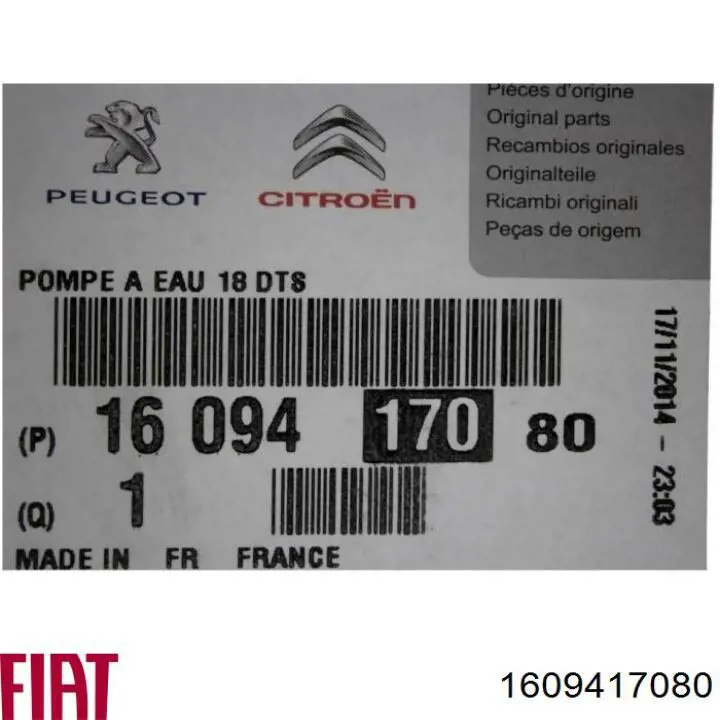 PEUGEOT
CITROËN
Pièces d'origine
Original parts
Recambios originales
Originalteile
Ricambi originali
Peças de origem
POMPE A EAU 18 DTS
(P) 16 094 170 80
(Q) 1
MADE IN FR FRANCE
17/11/2014 - 23:03
FIAT
1609417080